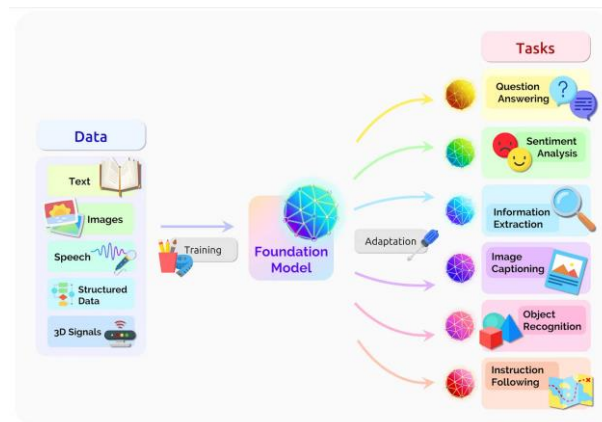 Data
Text
Images
Speech
Structured
Data
3D Signals
Training
Foundation
Model
Adaptation
Tasks
Question
Answering
Sentiment
Analysis
Information
Extraction
Image
Captioning
Object
Recognition
Instruction
Following